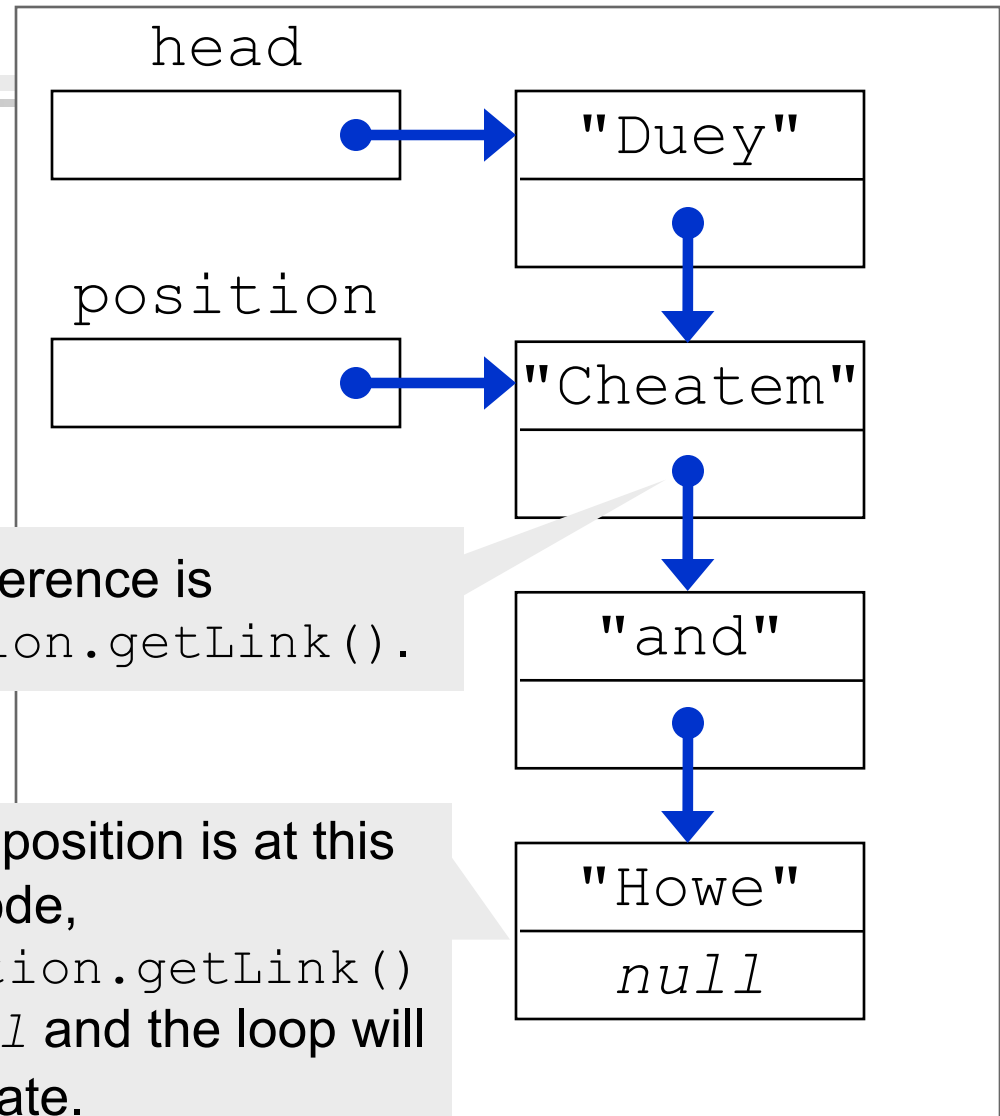 head
"Duey"
position
"Cheatem"
erence is
ion.getLink().
"and"
position is at this
ode,
tion.getLink()
l and the loop will
ate.
"Howe"
null